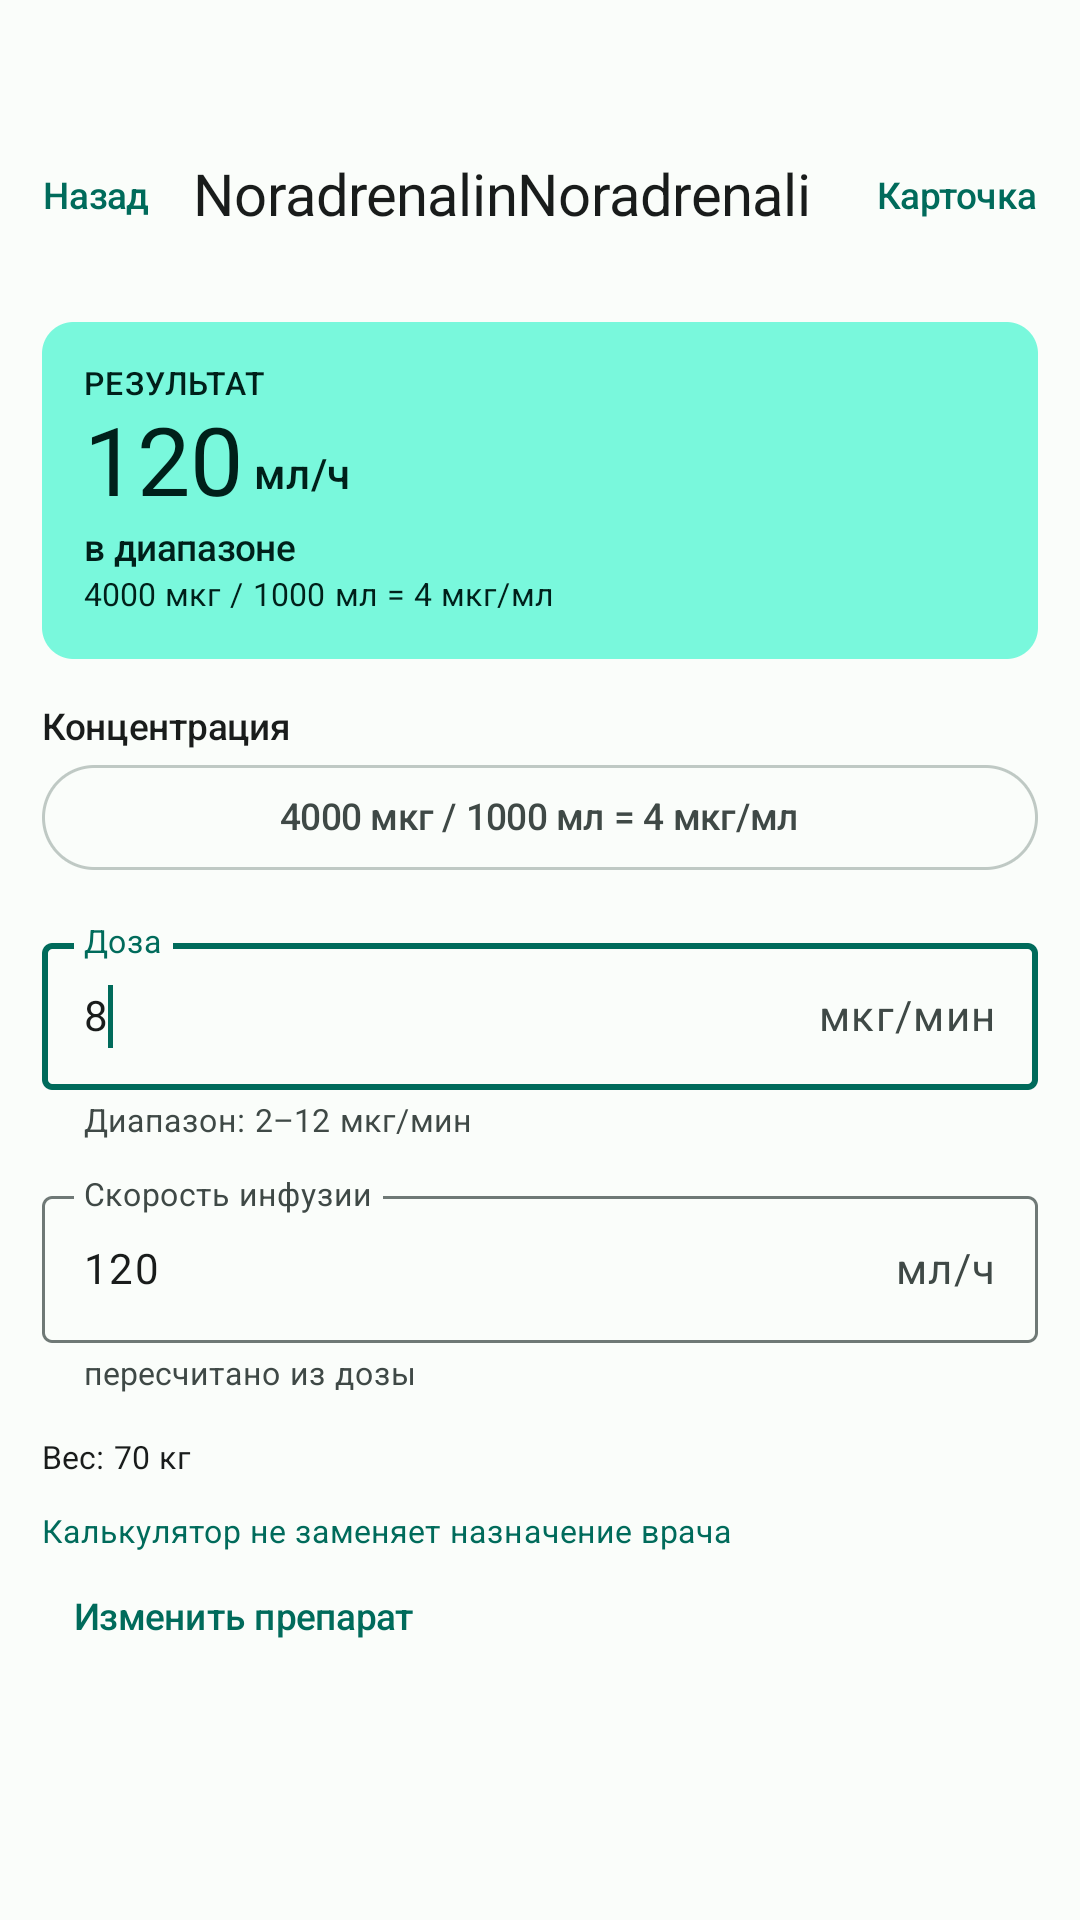 Назад NoradrenalinNoradrenali Карточка
РЕЗУЛЬТАТ
120 мл/ч
в диапазоне
4000 мкг / 1000 мл = 4 мкг/мл
Концентрация
4000 мкг / 1000 мл = 4 мкг/мл
Доза
8 мкг/мин
Диапазон: 2–12 мкг/мин
Скорость инфузии
120 мл/ч
пересчитано из дозы
Вес: 70 кг
Калькулятор не заменяет назначение врача
Изменить препарат